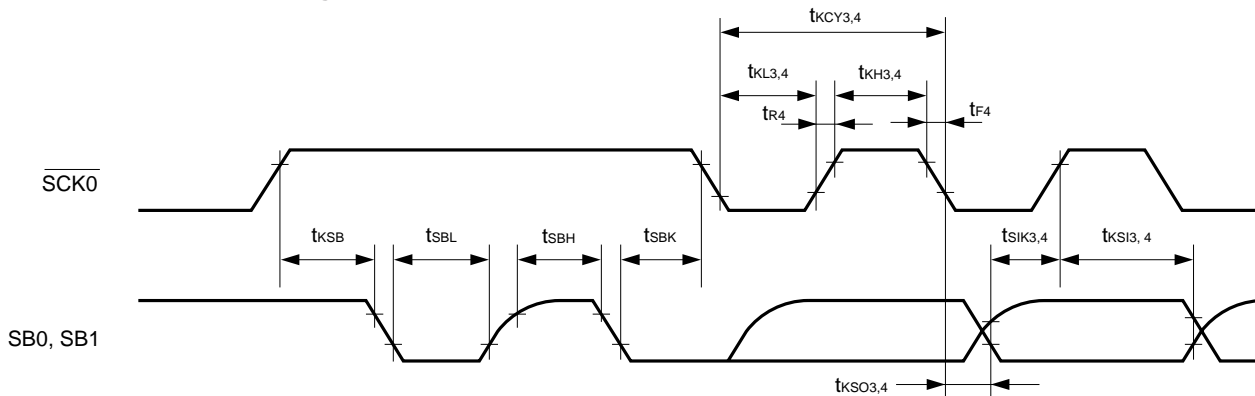 tKCY3,4
tKL3,4 tKH3,4
tR4 tF4
SCK0
tKSB tSBL tSBH tSBK tSIK3,4 tKSI3, 4
SB0, SB1
tKSO3,4